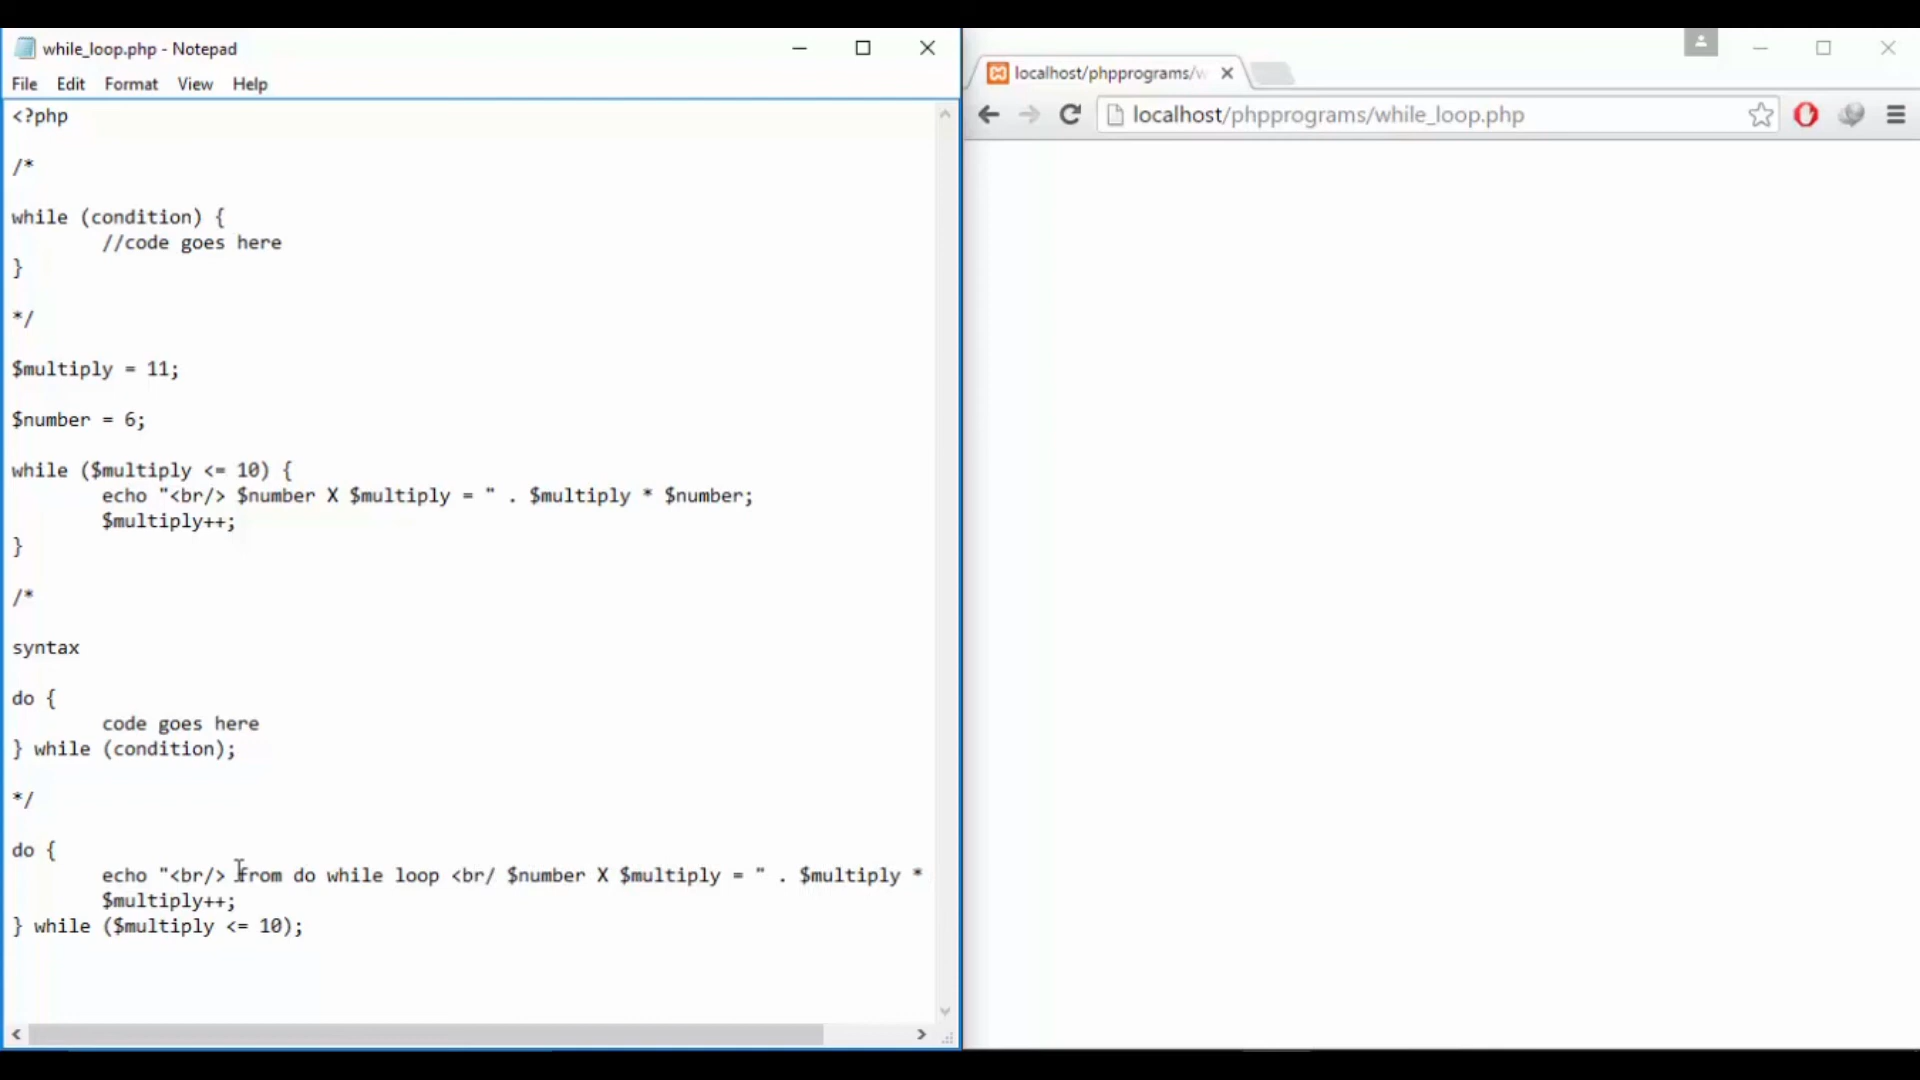 while_loop.php - Notepad
File Edit Format View Help
<?php
/*
while (condition) {
//code goes here
}
*/
$multiply = 11;
$number = 6;
while ($multiply <= 10) {
echo "<br/> $number X $multiply = " . $multiply * $number;
$multiply++;
}
/*
syntax
do {
code goes here
} while (condition);
*/
do {
echo "<br/> from do while loop <br/ $number X $multiply = " . $multiply *
$multiply++;
} while ($multiply <= 10);
localhost/phpprograms/w
localhost/phpprograms/while_loop.php